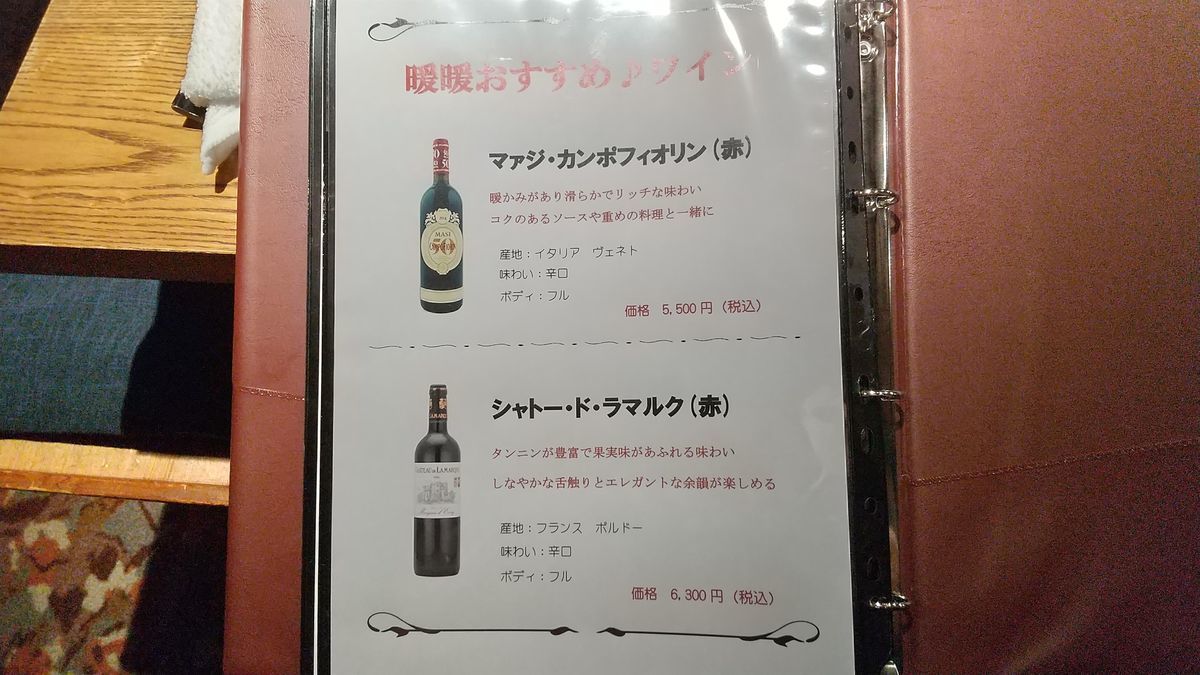 暖暖おすすめ♪ワイン
マァジ・カンポフィオリン(赤)
暖かみがあり滑らかでリッチな味わい
コクのあるソースや重めの料理と一緒に
MASI
産地:イタリア ヴェネト
味わい:辛口
ボディ:フル
価格 5,500円(税込)
シャトー・ド・ラマルク(赤)
タンニンが豊富で果実味があふれる味わい
しなやかな舌触りとエレガントな余韻が楽しめる
産地:フランス ボルドー
味わい:辛口
ボディ:フル
価格 6,300円(税込)